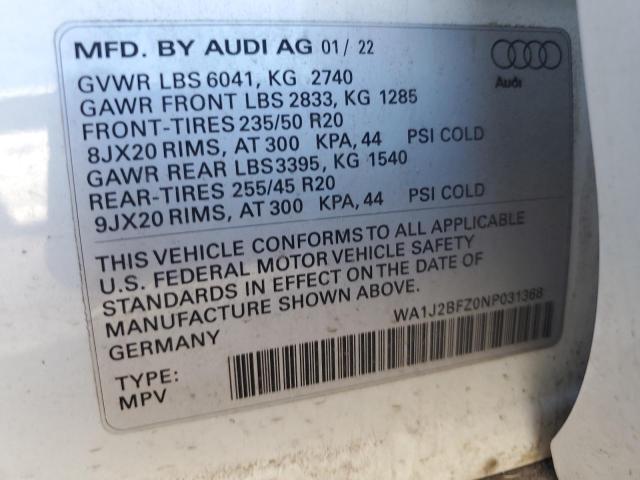 MFD. BY AUDI AG 01/ 22
Audi
GVWR LBS 6041, KG 2740
GAWR FRONT LBS 2833, KG 1285
FRONT-TIRES 235/50 R20
8JX20 RIMS, AT 300 KPA, 44 PSI COLD
GAWR REAR LBS3395, KG 1540
REAR-TIRES 255/45 R20
9JX20 RIMS, AT 300 KPA, 44 PSI COLD
THIS VEHICLE CONFORMS TO ALL APPLICABLE
U.S. FEDERAL MOTOR VEHICLE SAFETY
STANDARDS IN EFFECT ON THE DATE OF
MANUFACTURE SHOWN ABOVE.
GERMANY
WA1J2BFZ0NP031368
TYPE:
MPV